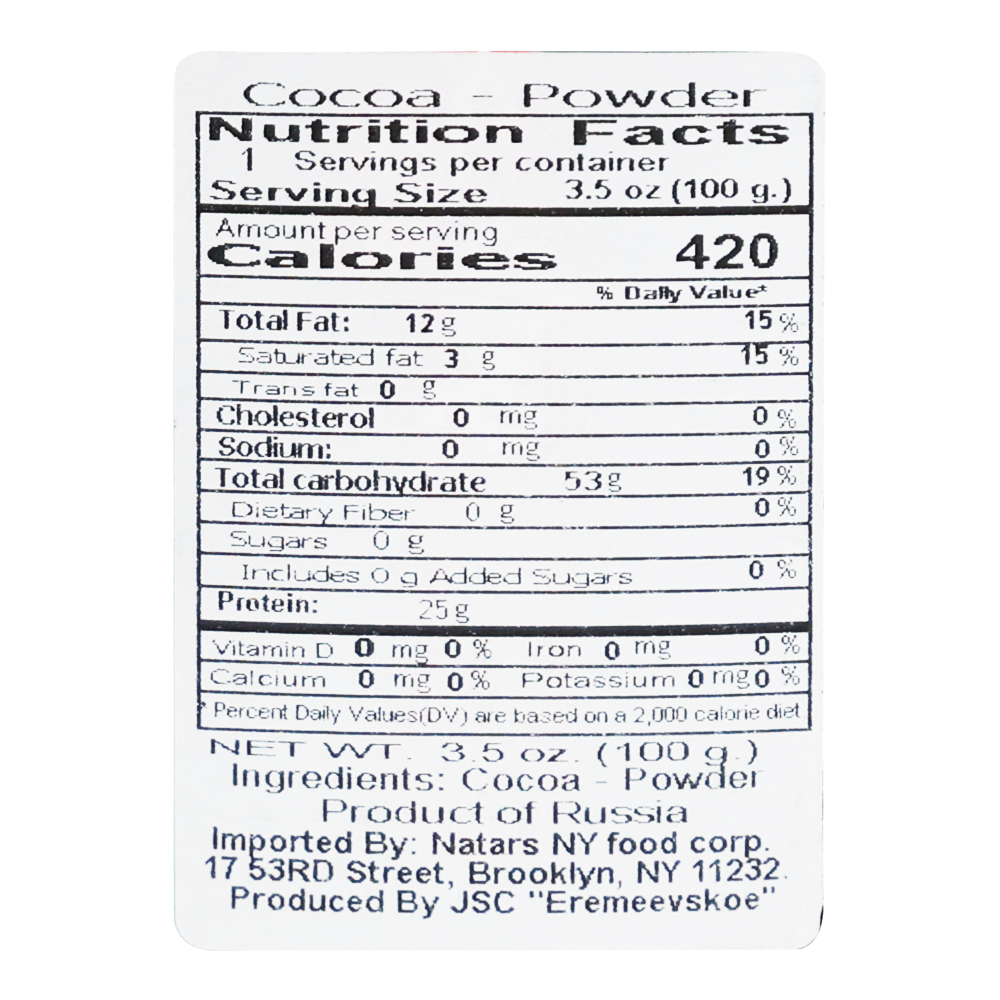 Cocoa - Powder
Nutrition Facts
1 Servings per container
Serving Size 3.5 oz (100 g.)
Amount per serving
Calories 420
% Daily Value*
Total Fat: 12 g 15 %
Saturated fat 3 g 15 %
Trans fat 0 g
Cholesterol 0 mg 0 %
Sodium: 0 mg 0 %
Total carbohydrate 53 g 19 %
Dietary Fiber 0 g 0 %
Sugars 0 g
Includes 0 g Added Sugars 0 %
Protein: 25 g
Vitamin D 0 mg 0 % Iron 0 mg 0 %
Calcium 0 mg 0 % Potassium 0 mg 0 %
* Percent Daily Values(DV) are based on a 2,000 calorie diet
NET WT. 3.5 oz. (100 g.)
Ingredients: Cocoa - Powder
Product of Russia
Imported By: Natars NY food corp.
17 53RD Street, Brooklyn, NY 11232.
Produced By JSC "Eremeevskoe"